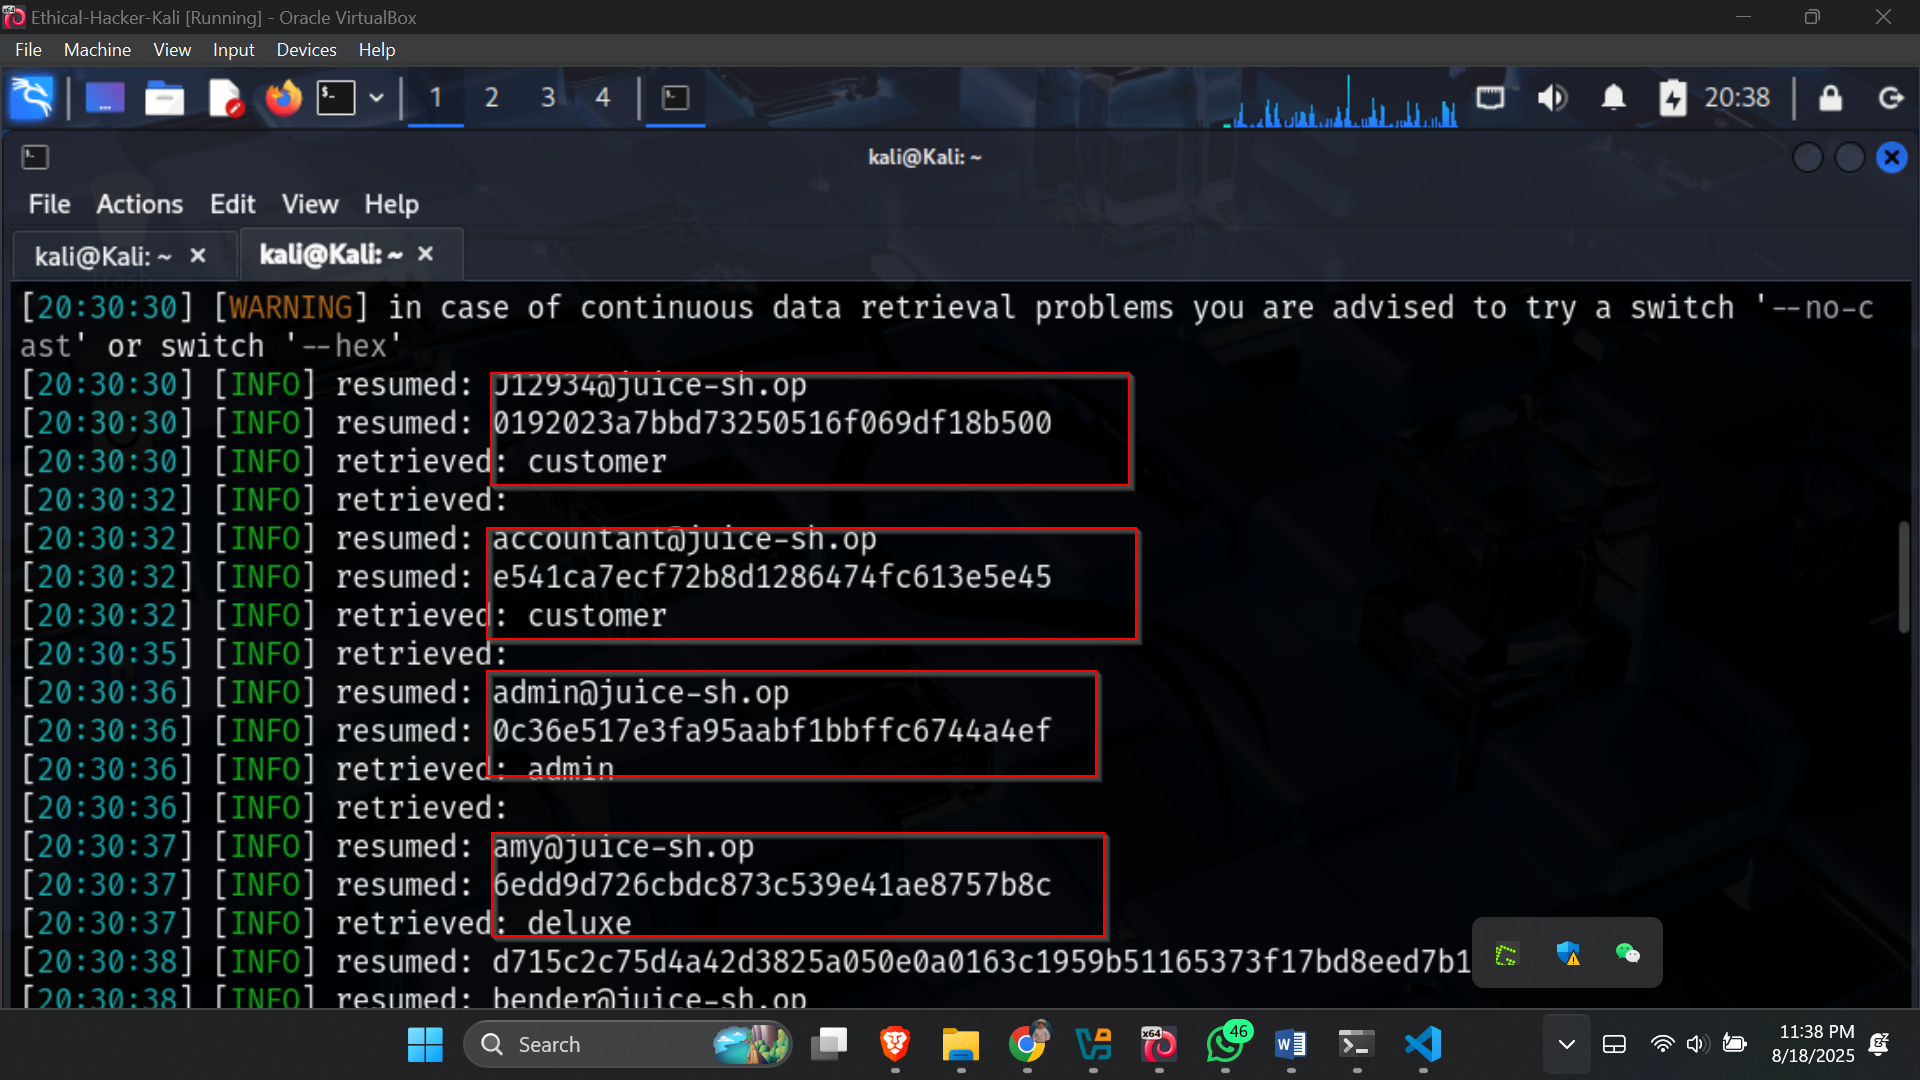 Ethical-Hacker-Kali [Running] - Oracle VirtualBox
File Machine View Input Devices Help
1 2 3 4 20:38
kali@Kali: ~
File Actions Edit View Help
kali@Kali: ~ kali@Kali: ~
[20:30:30] [WARNING] in case of continuous data retrieval problems you are advised to try a switch '--no-c
ast' or switch '--hex'
[20:30:30] [INFO] resumed: J12934@juice-sh.op
[20:30:30] [INFO] resumed: 0192023a7bbd73250516f069df18b500
[20:30:30] [INFO] retrieved: customer
[20:30:32] [INFO] retrieved:
[20:30:32] [INFO] resumed: accountant@juice-sh.op
[20:30:32] [INFO] resumed: e541ca7ecf72b8d1286474fc613e5e45
[20:30:32] [INFO] retrieved: customer
[20:30:35] [INFO] retrieved:
[20:30:36] [INFO] resumed: admin@juice-sh.op
[20:30:36] [INFO] resumed: 0c36e517e3fa95aabf1bbffc6744a4ef
[20:30:36] [INFO] retrieved: admin
[20:30:36] [INFO] retrieved:
[20:30:37] [INFO] resumed: amy@juice-sh.op
[20:30:37] [INFO] resumed: 6edd9d726cbdc873c539e41ae8757b8c
[20:30:37] [INFO] retrieved: deluxe
[20:30:38] [INFO] resumed: d715c2c75d4a42d3825a050e0a0163c1959b51165373f17bd8eed7b1
[20:30:38] [INFO] resumed: bender@juice-sh.op
Search
x64
46
11:38 PM
8/18/2025